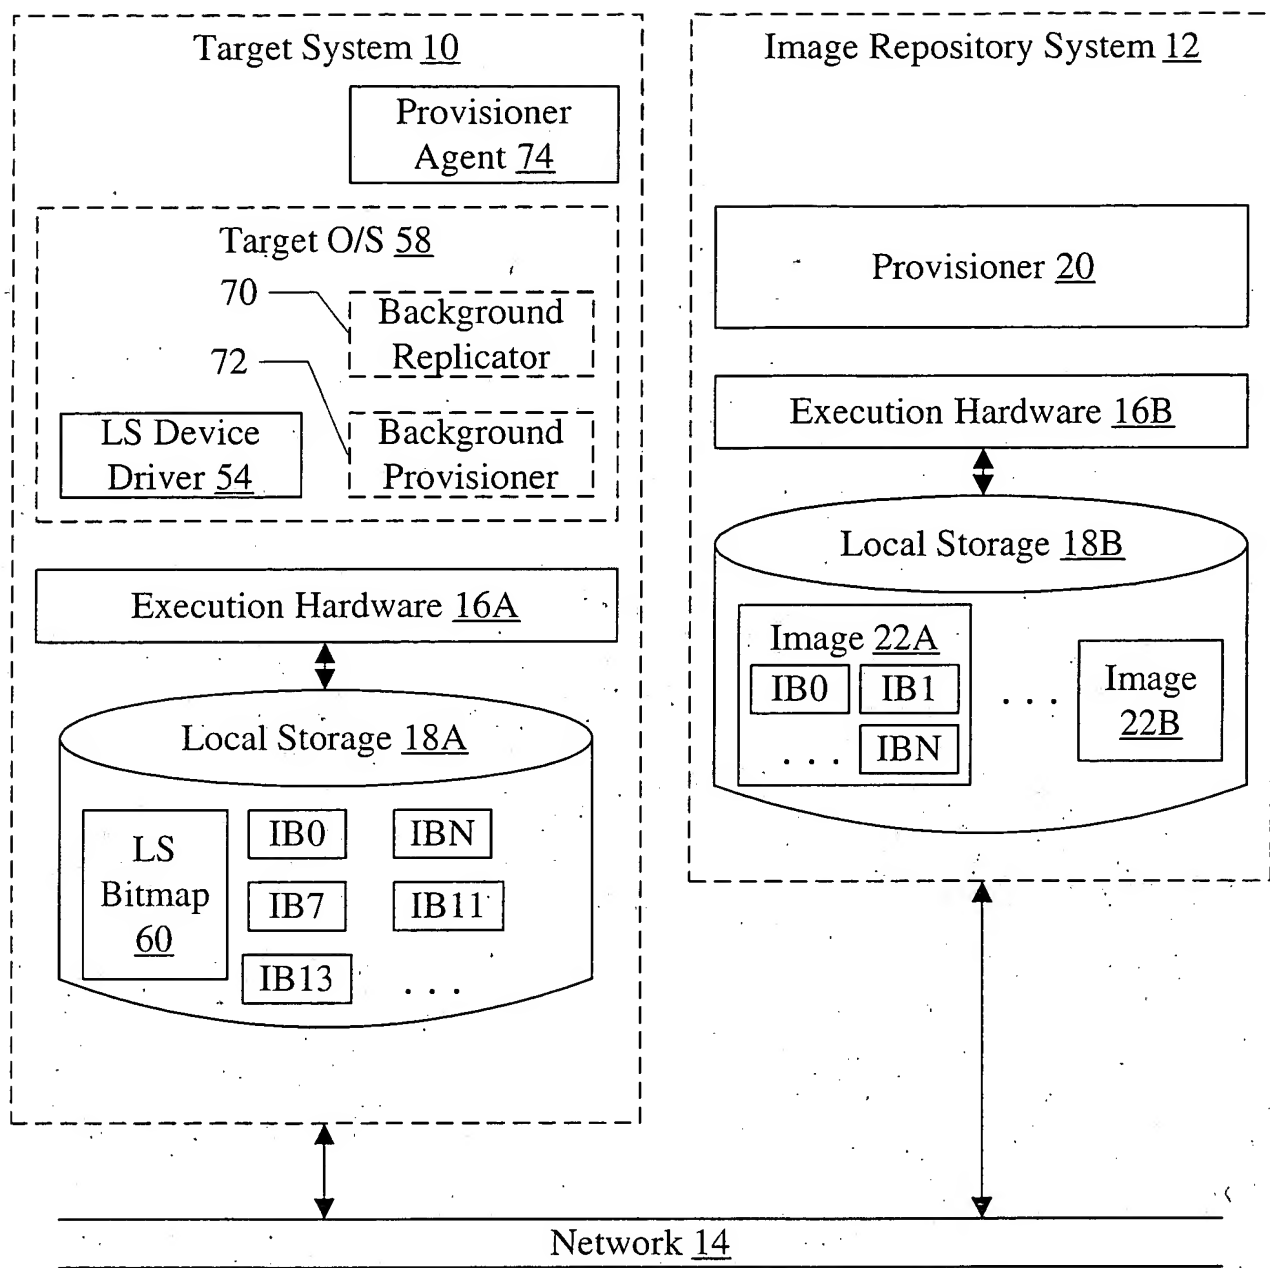 Target System 10
Provisioner
Agent 74
Target O/S 58
70
Background
Replicator
72
LS Device
Driver 54
Background
Provisioner
Execution Hardware 16A
Local Storage 18A
LS
Bitmap
60
IB0
IBN
IB7
IB11
IB13
. . .
Image Repository System 12
Provisioner 20
Execution Hardware 16B
Local Storage 18B
Image 22A
IB0
IB1
. . .
IBN
. . .
Image
22B
Network 14